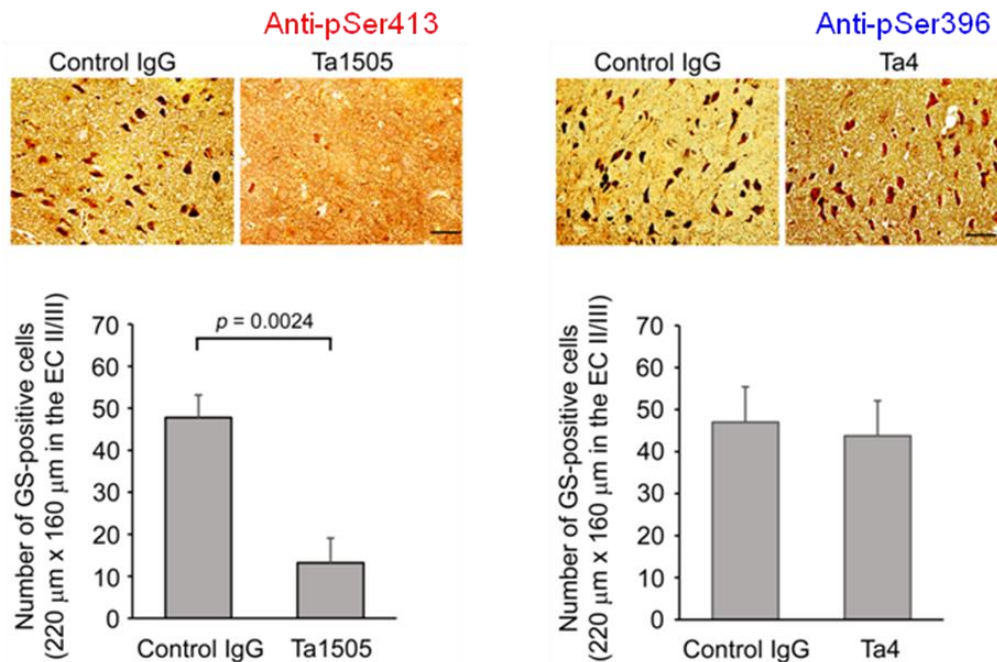 Anti-pSer413
Control IgG
Ta1505
Number of GS-positive cells
(220 μm x 160 μm in the EC II/III)
70
60
50
40
30
20
10
0
p = 0.0024
Control IgG
Ta1505
Anti-pSer396
Control IgG
Ta4
Number of GS-positive cells
(220 μm x 160 μm in the EC II/III)
70
60
50
40
30
20
10
0
Control IgG
Ta4